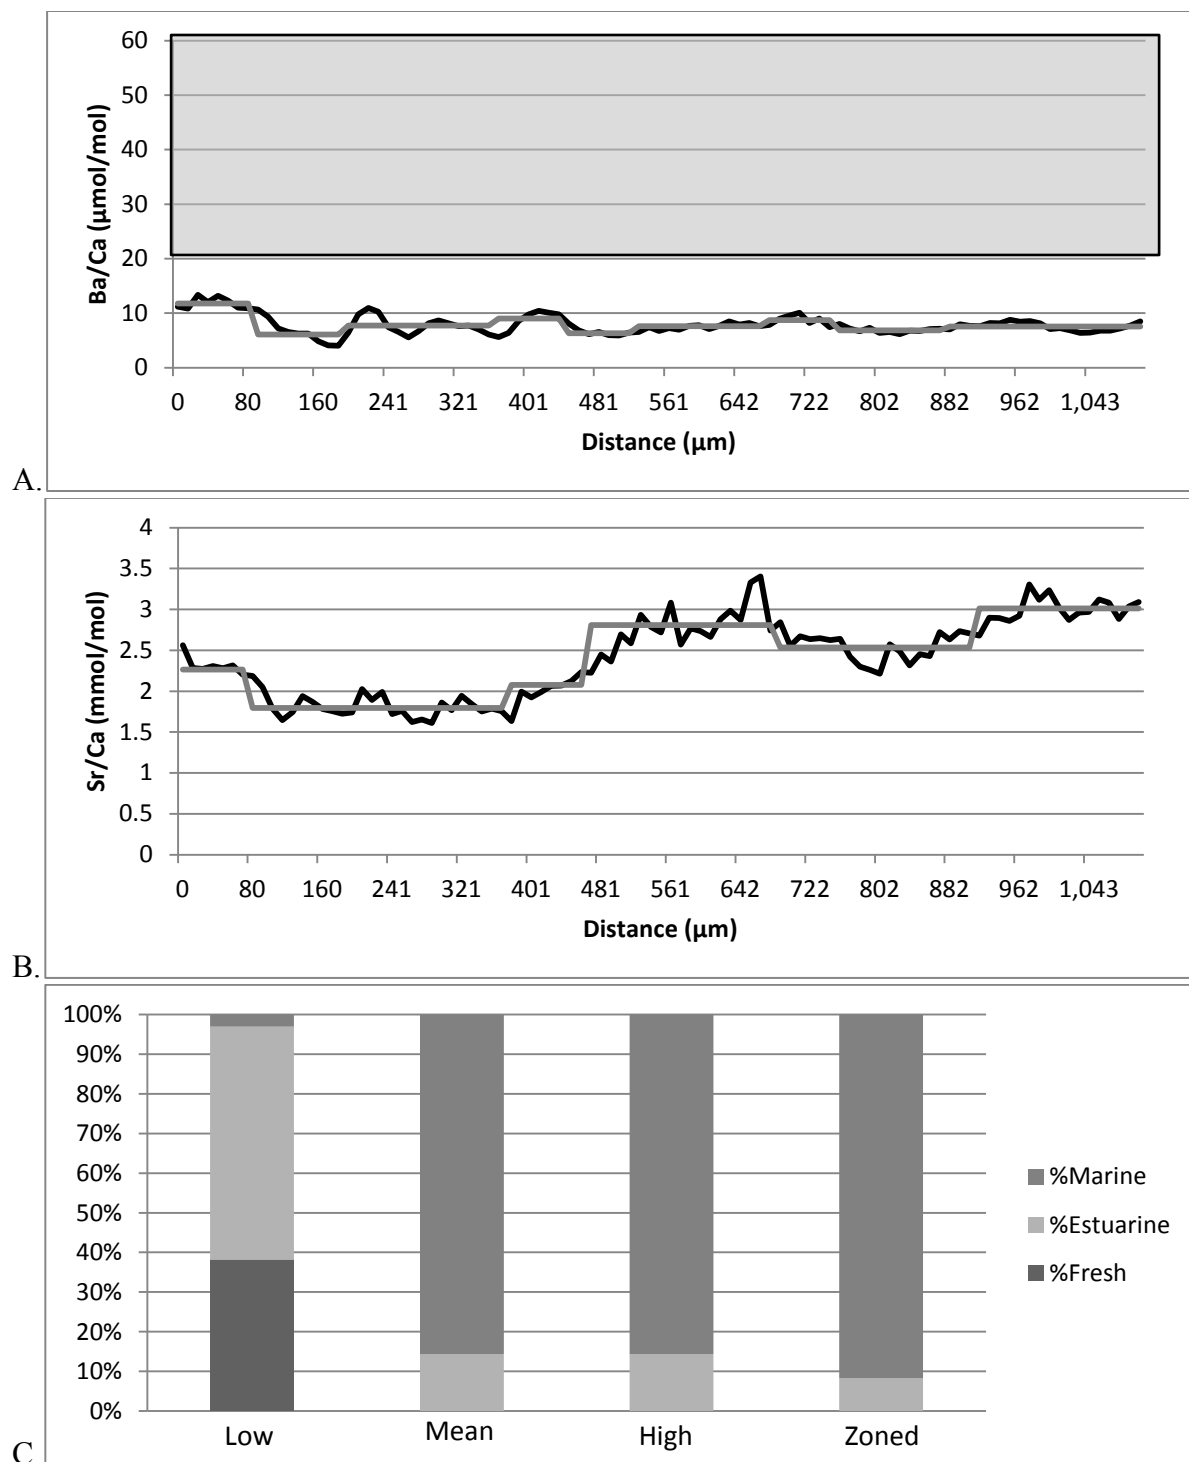 60
50
40
30
20
10
0
Ba/Ca (µmol/mol)
0 80 160 241 321 401 481 561 642 722 802 882 962 1,043
Distance (µm)
A.
4
3.5
3
2.5
2
1.5
1
0.5
0
Sr/Ca (mmol/mol)
0 80 160 241 321 401 481 561 642 722 802 882 962 1,043
Distance (µm)
B.
100%
90%
80%
70%
60%
50%
40%
30%
20%
10%
0%
Low Mean High Zoned
%Marine
%Estuarine
%Fresh
C